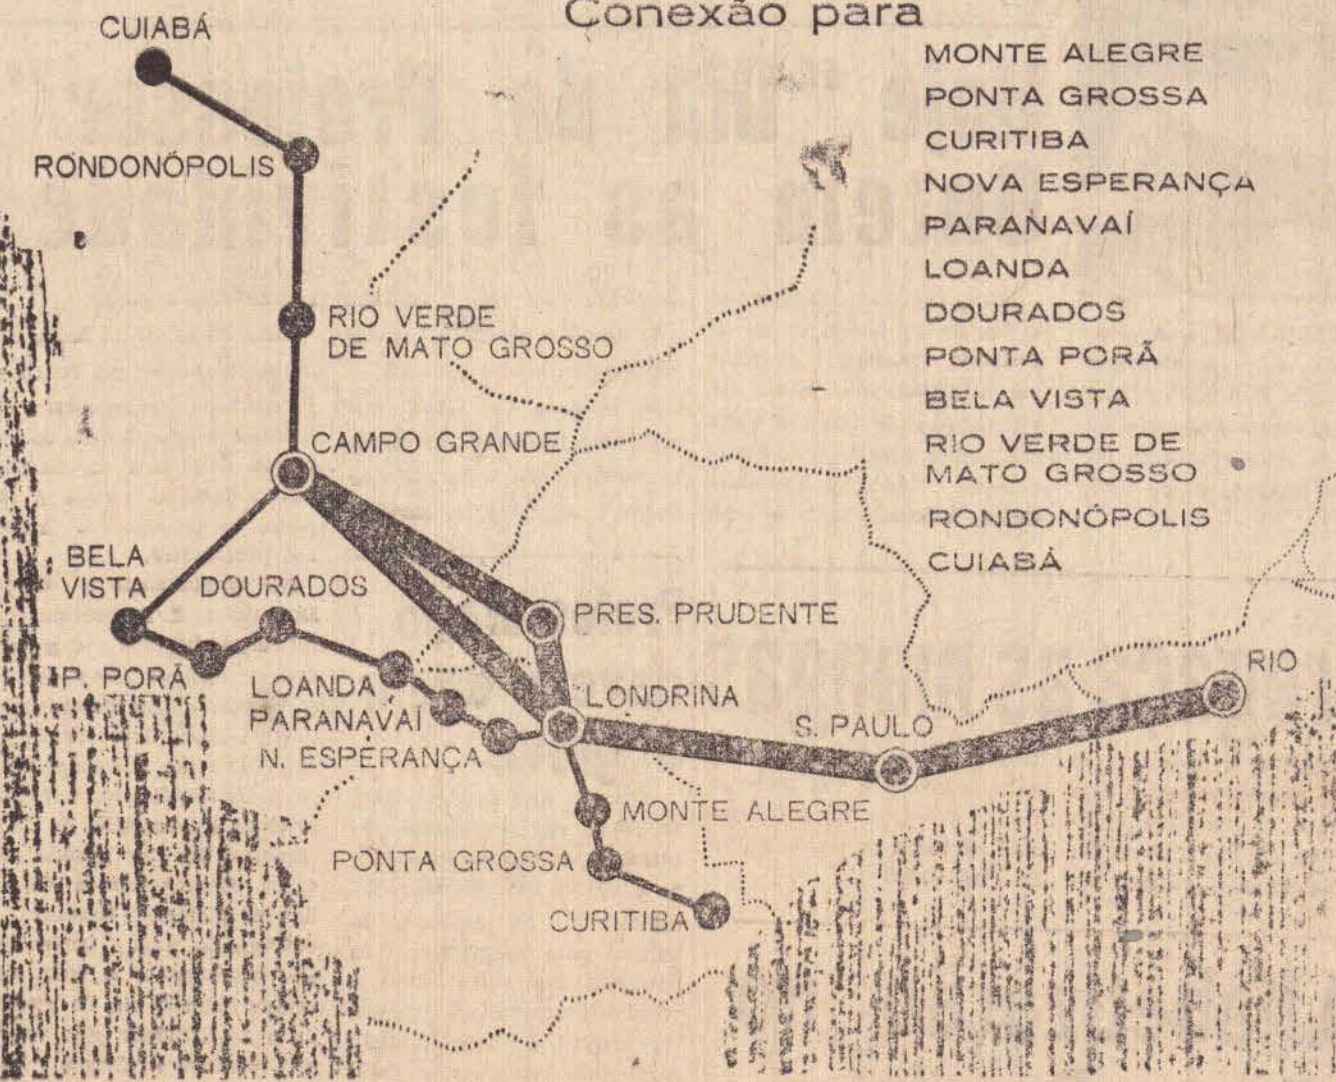 Conexão para
MONTE ALEGRE
PONTA GROSSA
CURITIBA
NOVA ESPERANÇA
PARANAVAÍ
LOANDA
DOURADOS
PONTA PORÃ
BELA VISTA
RIO VERDE DE
MATO GROSSO
RONDONÓPOLIS
CUIABÁ
CUIABÁ
RONDONÓPOLIS
RIO VERDE
DE MATO GROSSO
CAMPO GRANDE
BELA
VISTA
DOURADOS
PRES. PRUDENTE
P. PORÃ
LOANDA
PARANAVAÍ
N. ESPERANÇA
LONDRINA
S. PAULO
RIO
MONTE ALEGRE
PONTA GROSSA
CURITIBA